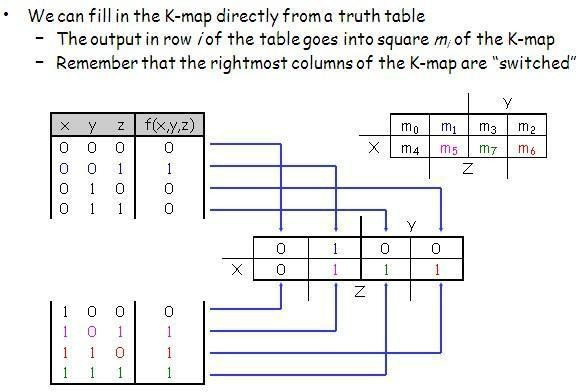 • We can fill in the K-map directly from a truth table
– The output in row i of the table goes into square mi of the K-map
– Remember that the rightmost columns of the K-map are “switched”
Y
m0 m1 m3 m2
X m4 m5 m7 m6
Z
x y z f(x,y,z)
0 0 0 0
0 0 1 1
0 1 0 0
0 1 1 0
Y
0 1 0 0
X 0 1 1 1
Z
1 0 0 0
1 0 1 1
1 1 0 1
1 1 1 1